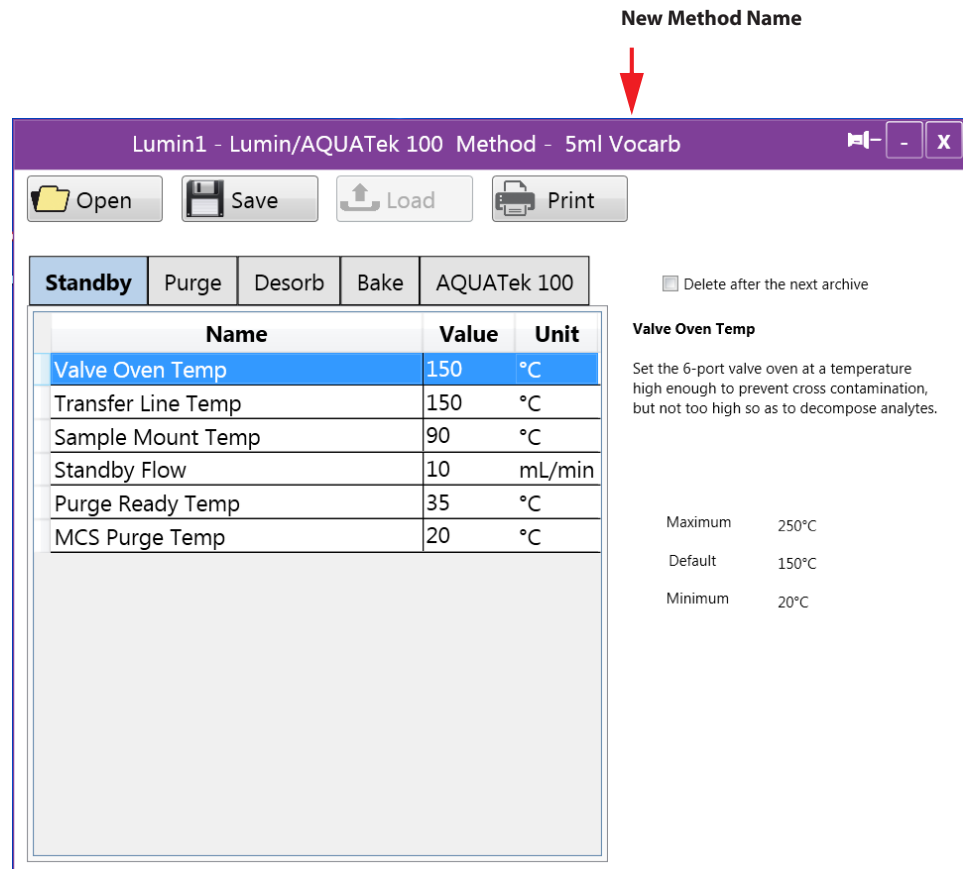 New Method Name
Lumin1 - Lumin/AQUATek 100 Method - 5ml Vocarb
- X
Open Save Load Print
Standby Purge Desorb Bake AQUATek 100
Delete after the next archive
Name Value Unit
Valve Oven Temp 150 °C
Transfer Line Temp 150 °C
Sample Mount Temp 90 °C
Standby Flow 10 mL/min
Purge Ready Temp 35 °C
MCS Purge Temp 20 °C
Valve Oven Temp
Set the 6-port valve oven at a temperature
high enough to prevent cross contamination,
but not too high so as to decompose analytes.
Maximum 250°C
Default 150°C
Minimum 20°C